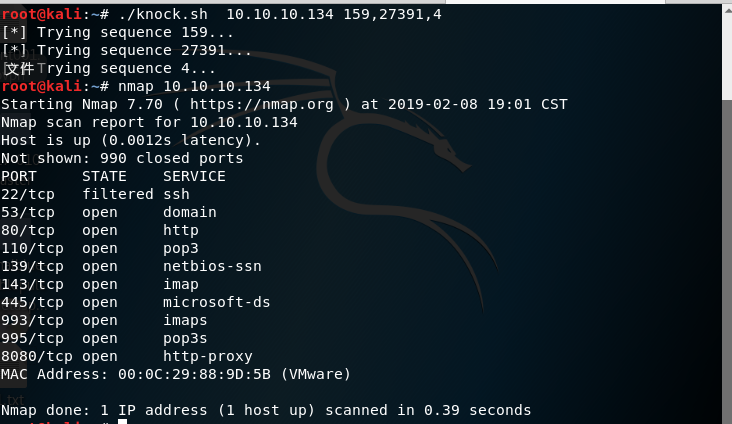 root@kali:~# ./knock.sh  10.10.10.134 159,27391,4
[*] Trying sequence 159...
[*] Trying sequence 27391...
文件 Trying sequence 4...
root@kali:~# nmap 10.10.10.134
Starting Nmap 7.70 ( https://nmap.org ) at 2019-02-08 19:01 CST
Nmap scan report for 10.10.10.134
Host is up (0.0012s latency).
Not shown: 990 closed ports
PORT     STATE    SERVICE
22/tcp   filtered ssh
53/tcp   open     domain
80/tcp   open     http
110/tcp  open     pop3
139/tcp  open     netbios-ssn
143/tcp  open     imap
445/tcp  open     microsoft-ds
993/tcp  open     imaps
995/tcp  open     pop3s
8080/tcp open     http-proxy
MAC Address: 00:0C:29:88:9D:5B (VMware)
.txt
Nmap done: 1 IP address (1 host up) scanned in 0.39 seconds
root@kali:~#